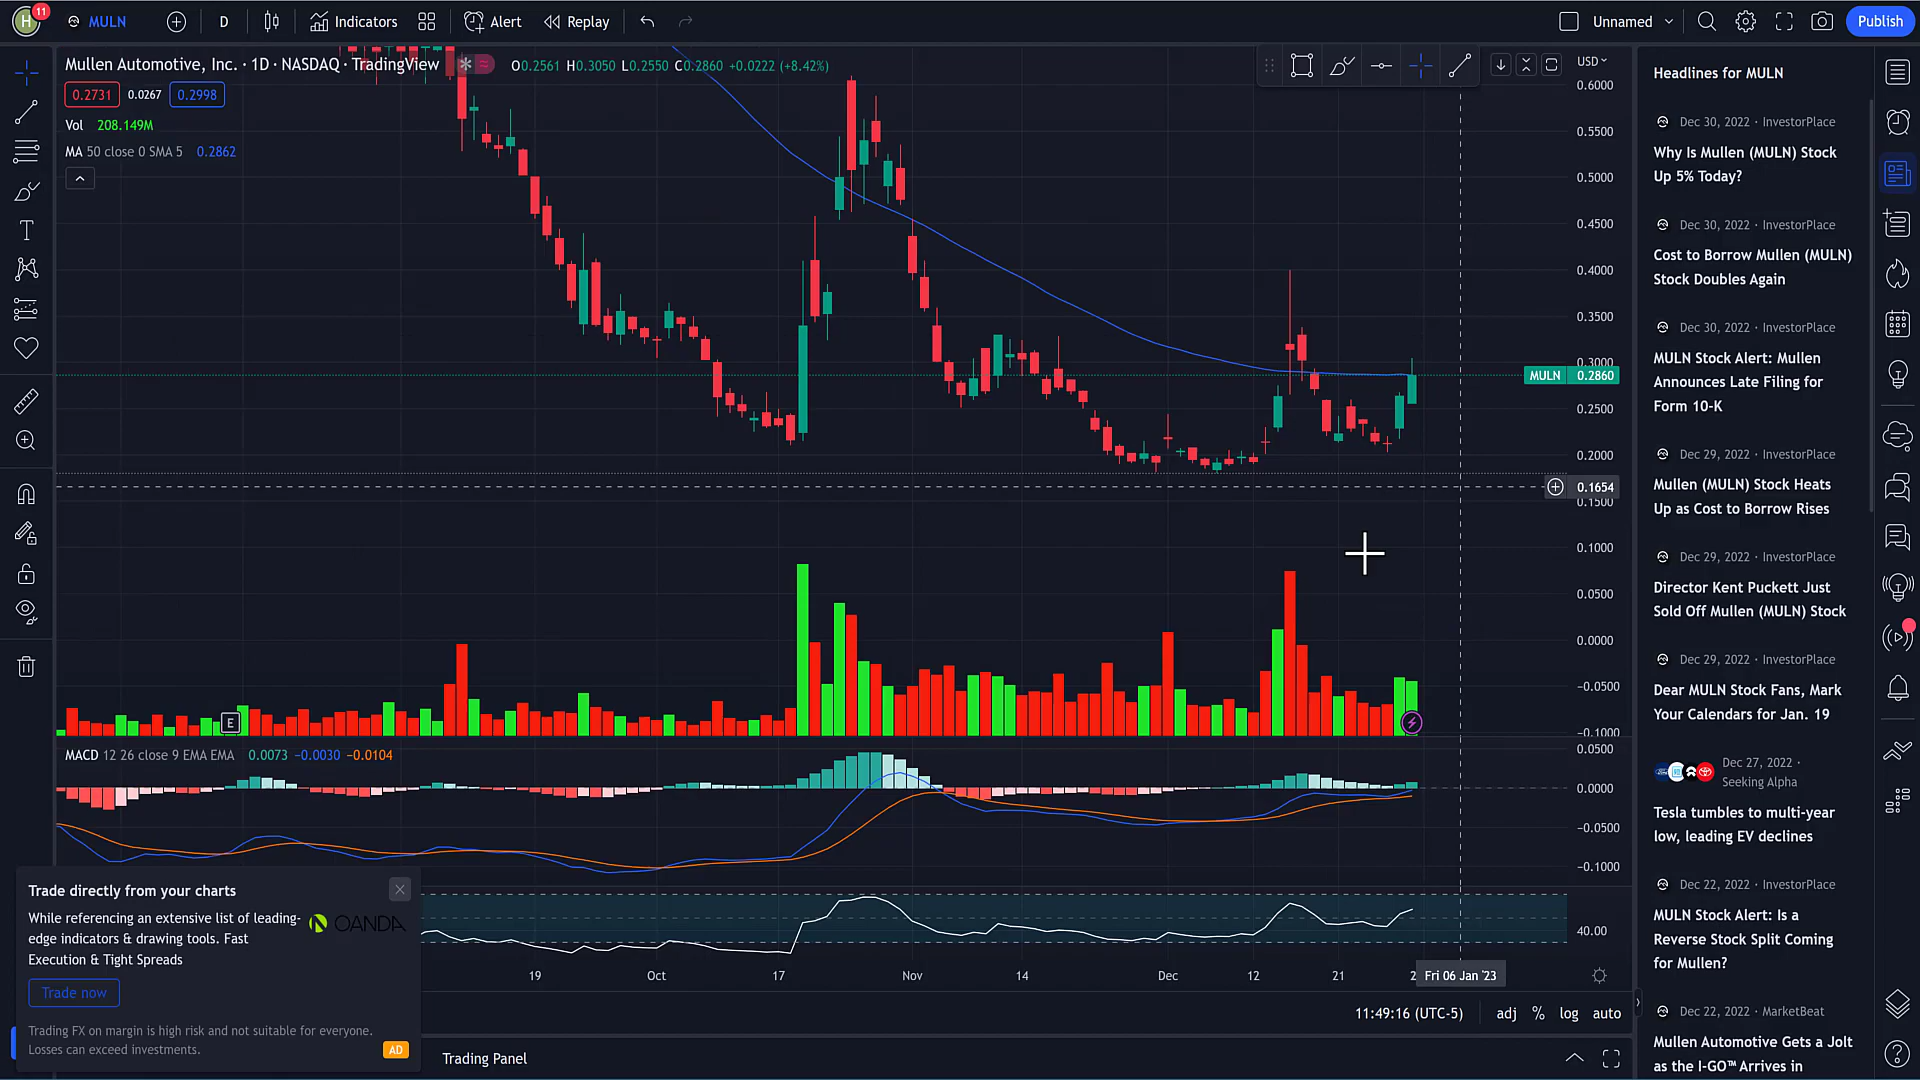 H
11
MULN
D
Indicators
Alert
Replay
Unnamed
Publish
Mullen Automotive, Inc. · 1D · NASDAQ · TradingView
O0.2561 H0.3050 L0.2550 C0.2860 +0.0222 (+8.42%)
0.2731
0.0267
0.2998
Vol 208.149M
MA 50 close 0 SMA 5 0.2862
USD
0.6000
0.5500
0.5000
0.4500
0.4000
0.3500
0.3000
MULN 0.2860
0.2500
0.2000
0.1654
0.1500
0.1000
0.0500
0.0000
−0.0500
−0.1000
E
MACD 12 26 close 9 EMA EMA 0.0073 −0.0030 −0.0104
0.0500
0.0000
−0.0500
−0.1000
40.00
19
Oct
17
Nov
14
Dec
12
21
2
Fri 06 Jan '23
11:49:16 (UTC-5)
adj
%
log
auto
Trading Panel
Trade directly from your charts
While referencing an extensive list of leading-
edge indicators & drawing tools. Fast
Execution & Tight Spreads
OANDA
Trade now
Trading FX on margin is high risk and not suitable for everyone.
Losses can exceed investments.
AD
Headlines for MULN
Dec 30, 2022 · InvestorPlace
Why Is Mullen (MULN) Stock
Up 5% Today?
Dec 30, 2022 · InvestorPlace
Cost to Borrow Mullen (MULN)
Stock Doubles Again
Dec 30, 2022 · InvestorPlace
MULN Stock Alert: Mullen
Announces Late Filing for
Form 10-K
Dec 29, 2022 · InvestorPlace
Mullen (MULN) Stock Heats
Up as Cost to Borrow Rises
Dec 29, 2022 · InvestorPlace
Director Kent Puckett Just
Sold Off Mullen (MULN) Stock
Dec 29, 2022 · InvestorPlace
Dear MULN Stock Fans, Mark
Your Calendars for Jan. 19
Dec 27, 2022 ·
Seeking Alpha
Tesla tumbles to multi-year
low, leading EV declines
Dec 22, 2022 · InvestorPlace
MULN Stock Alert: Is a
Reverse Stock Split Coming
for Mullen?
Dec 22, 2022 · MarketBeat
Mullen Automotive Gets a Jolt
as the I-GO™ Arrives in